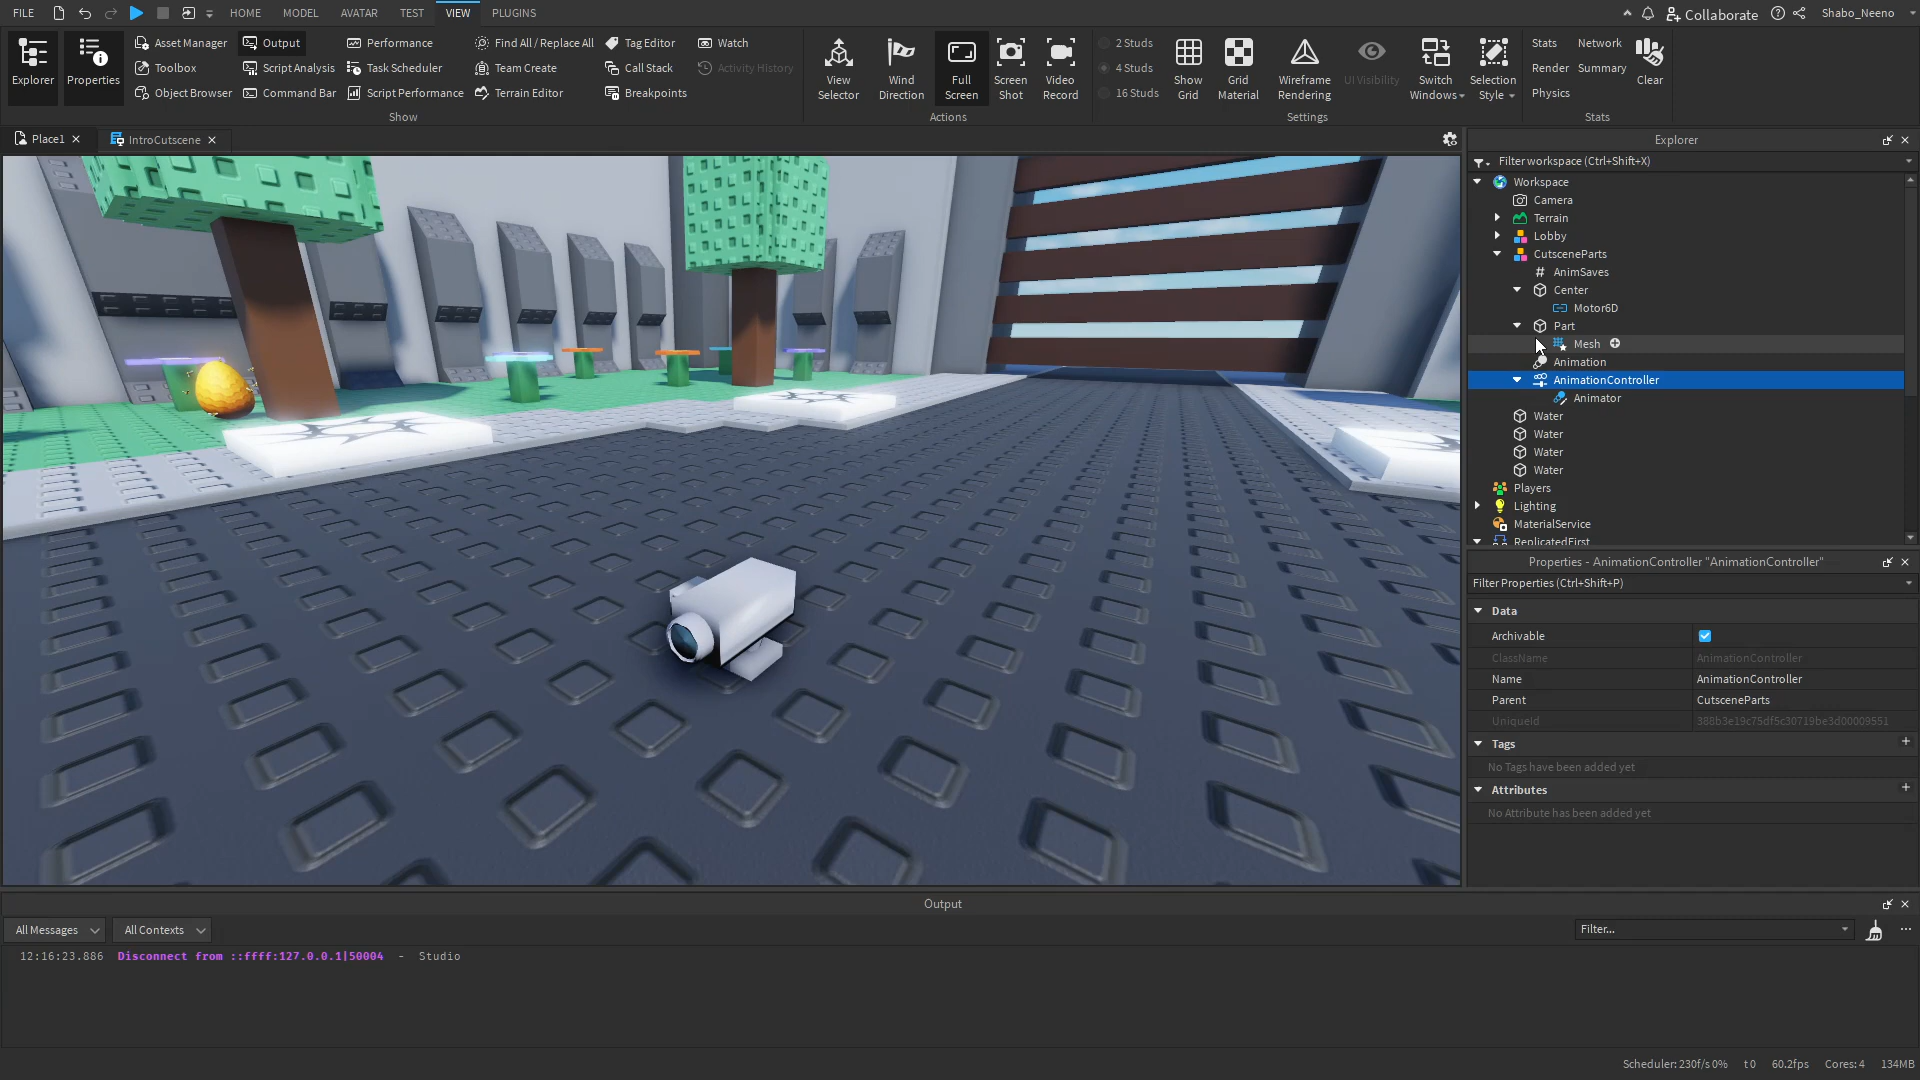 FILE HOME MODEL AVATAR TEST VIEW PLUGINS Collaborate Shabo_Neeno
Explorer Properties
Asset Manager Output Performance Find All / Replace All Tag Editor Watch
Toolbox Script Analysis Task Scheduler Team Create Call Stack Activity History
Object Browser Command Bar Script Performance Terrain Editor Breakpoints
Show
View Selector
Wind Direction
Full Screen
Screen Shot
Video Record
Actions
2 Studs
4 Studs
16 Studs
Show Grid
Grid Material
Wireframe Rendering
UI Visibility
Switch Windows
Selection Style
Settings
Stats Network
Render Summary
Physics
Clear
Stats
Place1 IntroCutscene
Explorer
Filter workspace (Ctrl+Shift+X)
Workspace
Camera
Terrain
Lobby
CutsceneParts
AnimSaves
Center
Motor6D
Part
Mesh
Animation
AnimationController
Animator
Water
Water
Water
Water
Players
Lighting
MaterialService
ReplicatedFirst
Properties - AnimationController "AnimationController"
Filter Properties (Ctrl+Shift+P)
Data
Archivable
ClassName AnimationController
Name AnimationController
Parent CutsceneParts
UniqueId 388b3e19c75df5c30719be3d00009551
Tags
No Tags have been added yet
Attributes
No Attribute has been added yet
Output
All Messages All Contexts Filter...
12:16:23.886 Disconnect from ::ffff:127.0.0.1|50004 - Studio
Scheduler: 230f/s 0% t 0 60.2fps Cores: 4 134MB